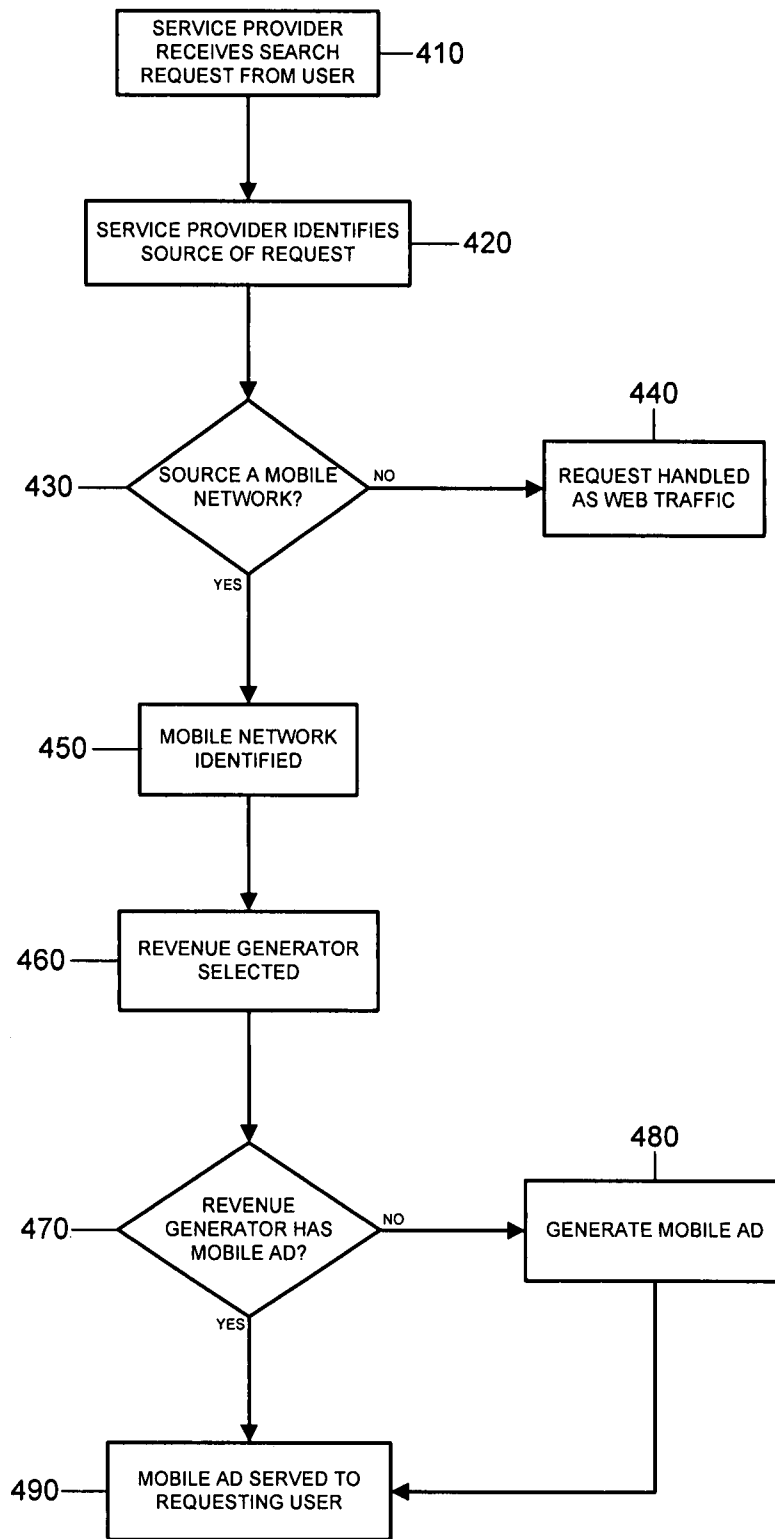 SERVICE PROVIDER
RECEIVES SEARCH
REQUEST FROM USER
410
SERVICE PROVIDER IDENTIFIES
SOURCE OF REQUEST
420
430
SOURCE A MOBILE
NETWORK?
NO
440
REQUEST HANDLED
AS WEB TRAFFIC
YES
450
MOBILE NETWORK
IDENTIFIED
460
REVENUE GENERATOR
SELECTED
470
REVENUE
GENERATOR HAS
MOBILE AD?
NO
480
GENERATE MOBILE AD
YES
490
MOBILE AD SERVED TO
REQUESTING USER